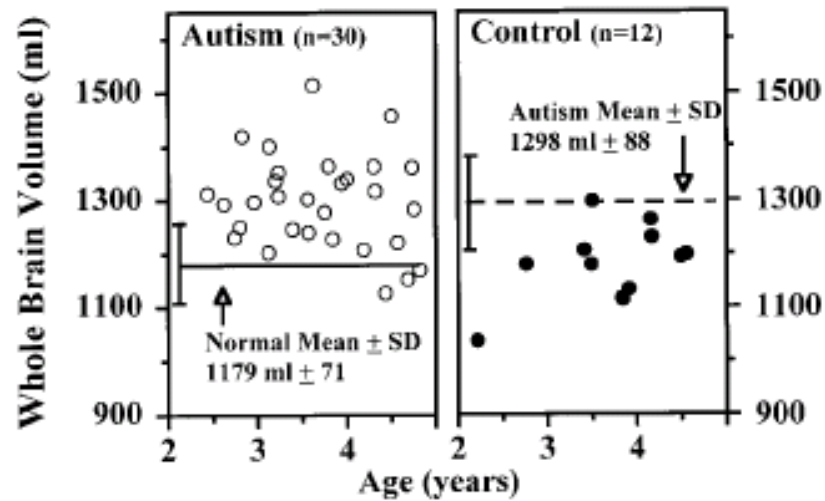 Autism (n=30)
Control (n=12)
Whole Brain Volume (ml)
1500
1300
1100
900
Normal Mean ± SD
1179 ml ± 71
Autism Mean ± SD
1298 ml ± 88
1500
1300
1100
900
2 3 4
2 3 4
Age (years)